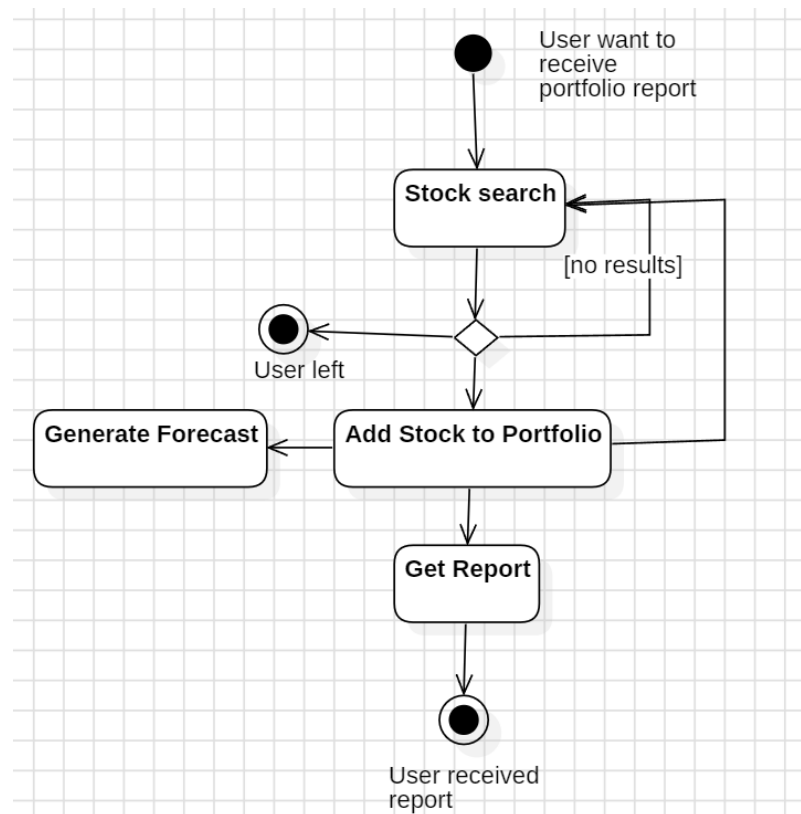 User want to
receive
portfolio report
Stock search
[no results]
User left
Generate Forecast
Add Stock to Portfolio
Get Report
User received
report